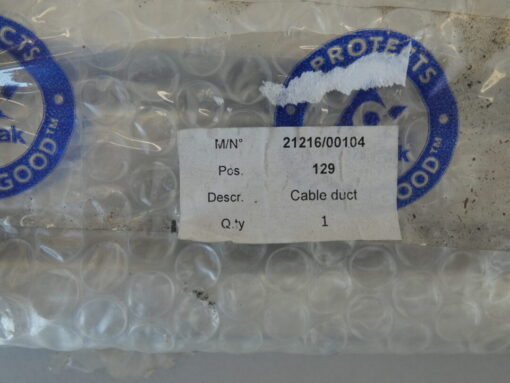 PROTECTS
M/N° 21216/00104
Pos. 129
Descr. Cable duct
Q.ty 1
GOOD™
GOOD™